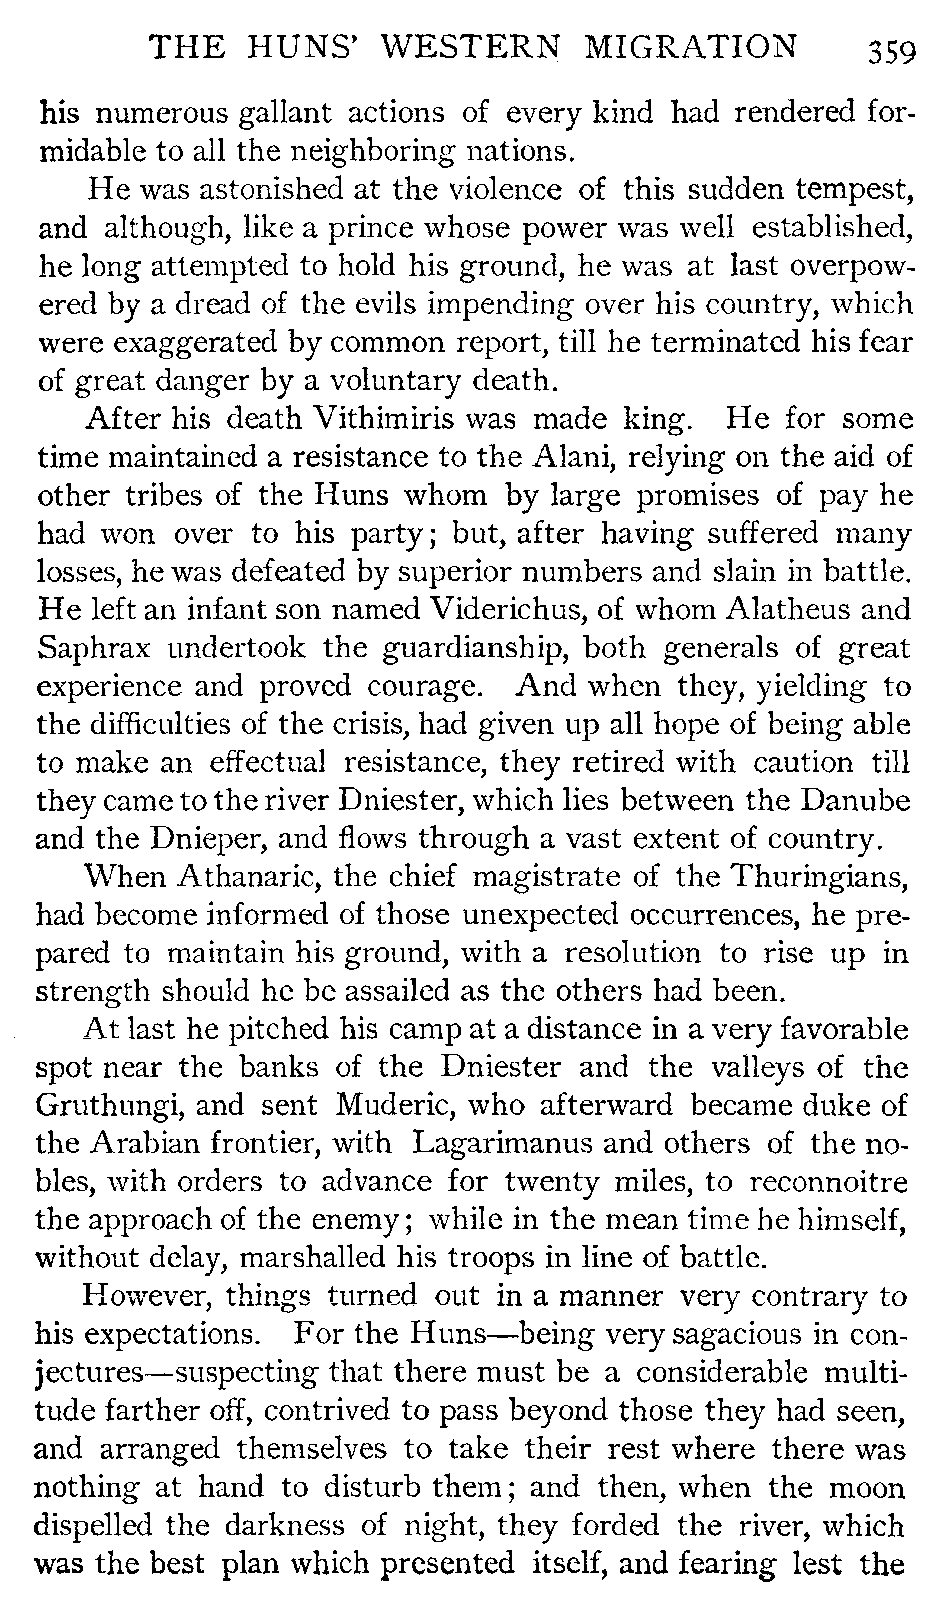 THE HUNS' WESTERN MIGRATION 359
his numerous gallant actions of every kind had rendered for-
midable to all the neighboring nations.
He was astonished at the violence of this sudden tempest,
and although, like a prince whose power was well established,
he long attempted to hold his ground, he was at last overpow-
ered by a dread of the evils impending over his country, which
were exaggerated by common report, till he terminated his fear
of great danger by a voluntary death.
After his death Vithimiris was made king. He for some
time maintained a resistance to the Alani, relying on the aid of
other tribes of the Huns whom by large promises of pay he
had won over to his party; but, after having suffered many
losses, he was defeated by superior numbers and slain in battle.
He left an infant son named Viderichus, of whom Alatheus and
Saphrax undertook the guardianship, both generals of great
experience and proved courage. And when they, yielding to
the difficulties of the crisis, had given up all hope of being able
to make an effectual resistance, they retired with caution till
they came to the river Dniester, which lies between the Danube
and the Dnieper, and flows through a vast extent of country.
When Athanaric, the chief magistrate of the Thuringians,
had become informed of those unexpected occurrences, he pre-
pared to maintain his ground, with a resolution to rise up in
strength should he be assailed as the others had been.
At last he pitched his camp at a distance in a very favorable
spot near the banks of the Dniester and the valleys of the
Gruthungi, and sent Muderic, who afterward became duke of
the Arabian frontier, with Lagarimanus and others of the no-
bles, with orders to advance for twenty miles, to reconnoitre
the approach of the enemy; while in the mean time he himself,
without delay, marshalled his troops in line of battle.
However, things turned out in a manner very contrary to
his expectations. For the Huns—being very sagacious in con-
jectures—suspecting that there must be a considerable multi-
tude farther off, contrived to pass beyond those they had seen,
and arranged themselves to take their rest where there was
nothing at hand to disturb them; and then, when the moon
dispelled the darkness of night, they forded the river, which
was the best plan which presented itself, and fearing lest the